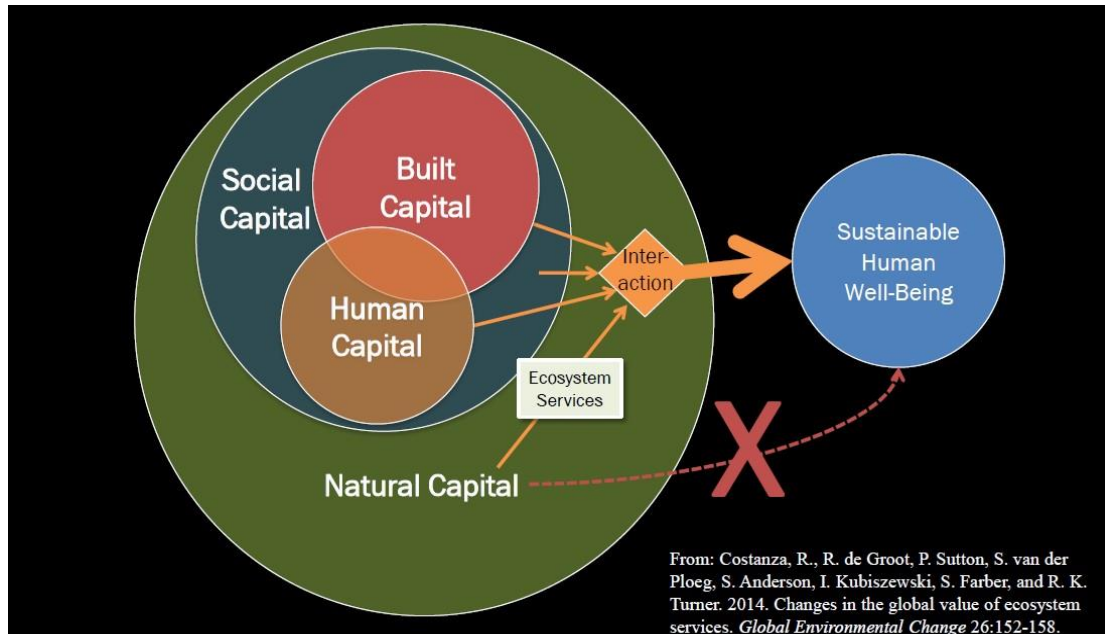 Social
Capital
Built
Capital
Human
Capital
Inter-
action
Sustainable
Human
Well-Being
Ecosystem
Services
Natural Capital
X
From: Costanza, R., R. de Groot, P. Sutton, S. van der
Ploeg, S. Anderson, I. Kubiszewski, S. Farber, and R. K.
Turner. 2014. Changes in the global value of ecosystem
services. Global Environmental Change 26:152-158.